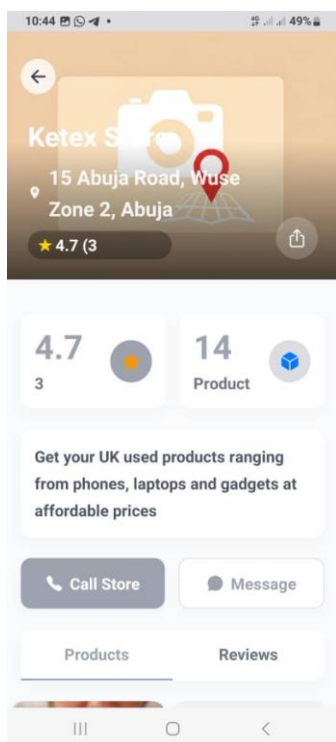 10:44
49%
Ketex S
15 Abuja Road, Wuse
Zone 2, Abuja
4.7 (3
4.7
3
14
Product
Get your UK used products ranging
from phones, laptops and gadgets at
affordable prices
Call Store
Message
Products
Reviews